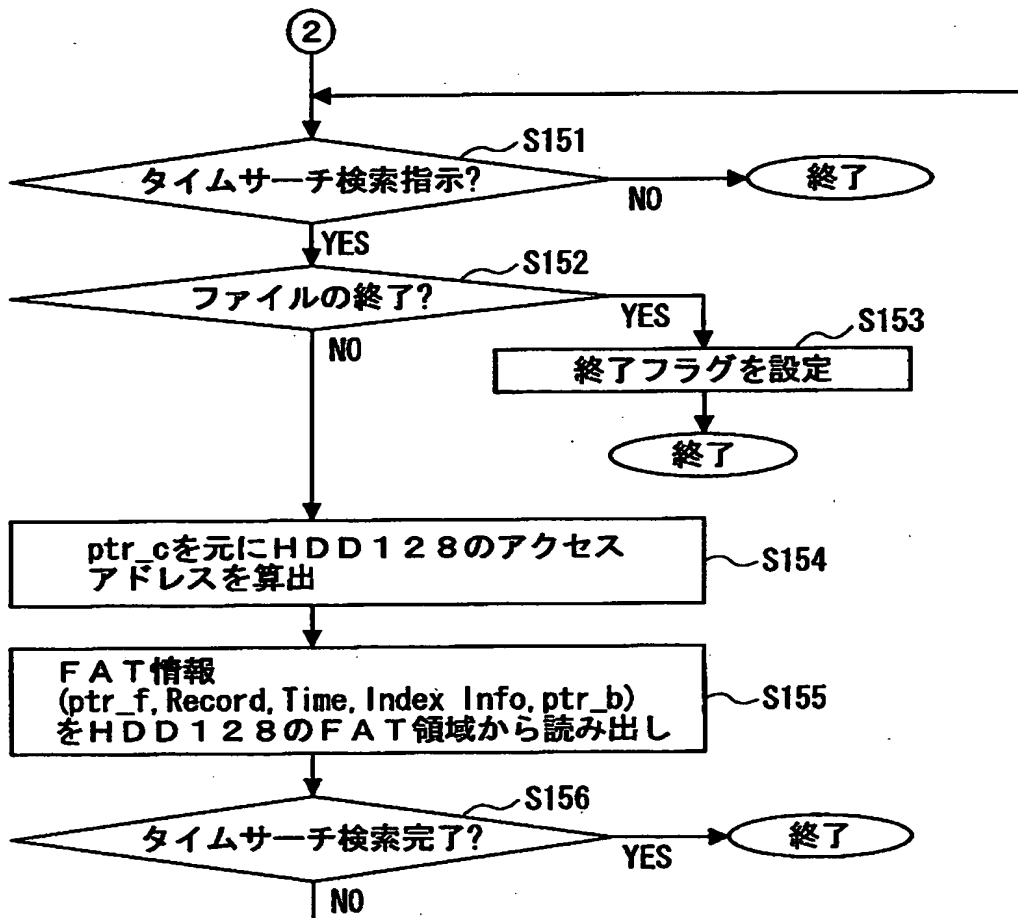 ②
S151
タイムサーチ検索指示?
NO
終了
YES
S152
ファイルの終了?
YES
NO
S153
終了フラグを設定
終了
ptr_cを元にHDD128のアクセス
アドレスを算出
S154
FAT情報
(ptr_f,Record,Time,Index Info,ptr_b)
をHDD128のFAT領域から読み出し
S155
S156
タイムサーチ検索完了?
YES
終了
NO